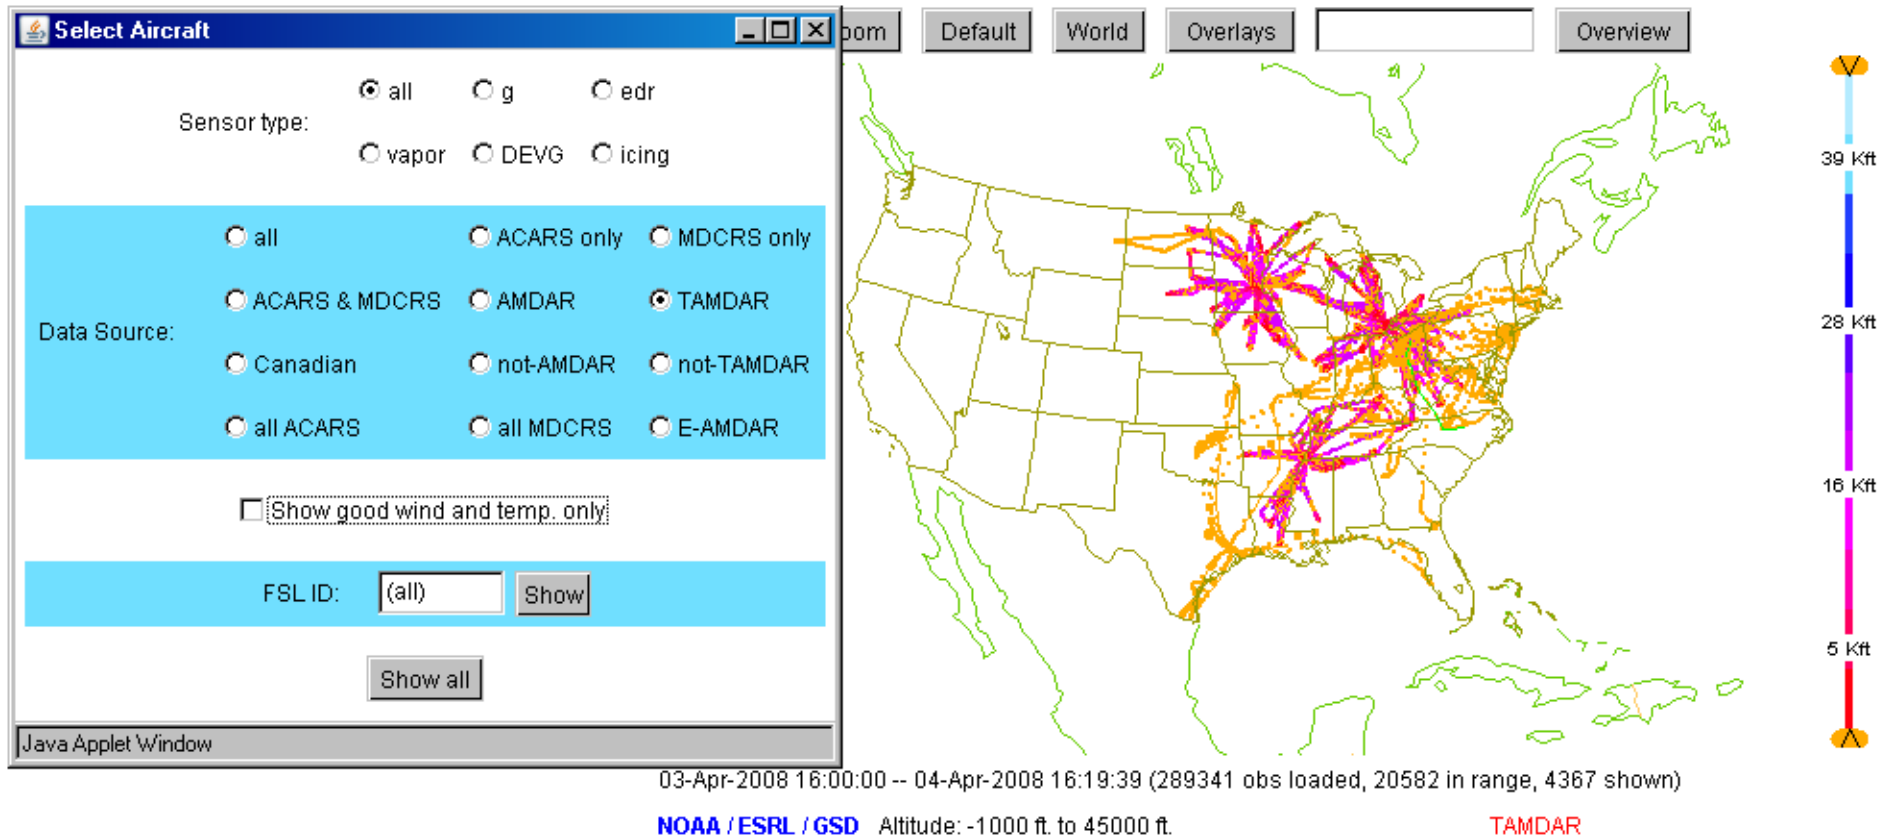 Select Aircraft
Default World Overlays Overview
Sensor type:
all g edr
vapor DEVG icing
Data Source:
all ACARS only MDCRS only
ACARS & MDCRS AMDAR TAMDAR
Canadian not-AMDAR not-TAMDAR
all ACARS all MDCRS E-AMDAR
Show good wind and temp. only
FSL ID: (all) Show
Show all
Java Applet Window
39 Kft
28 Kft
16 Kft
5 Kft
03-Apr-2008 16:00:00 -- 04-Apr-2008 16:19:39 (289341 obs loaded, 20582 in range, 4367 shown)
NOAA / ESRL / GSD Altitude: -1000 ft. to 45000 ft. TAMDAR